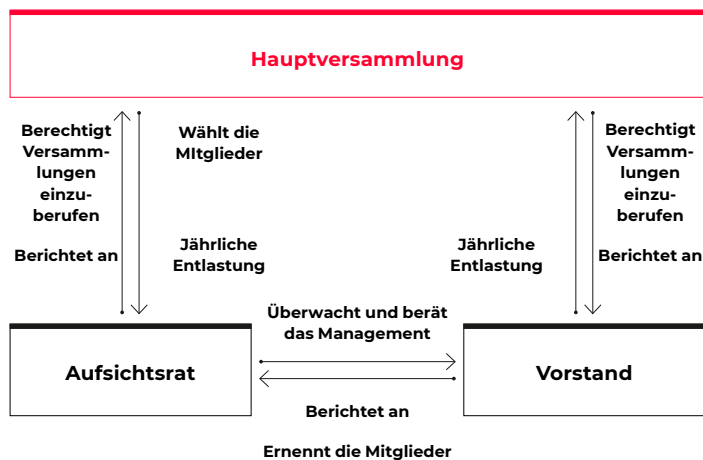 Hauptversammlung
Berechtigt
Versamm-
lungen
einzu-
berufen
Berichtet an
Wählt die
MItglieder
Jährliche
Entlastung
Jährliche
Entlastung
Berechtigt
Versamm-
lungen
einzu-
berufen
Berichtet an
Überwacht und berät
das Management
Aufsichtsrat
Vorstand
Berichtet an
Ernennt die Mitglieder